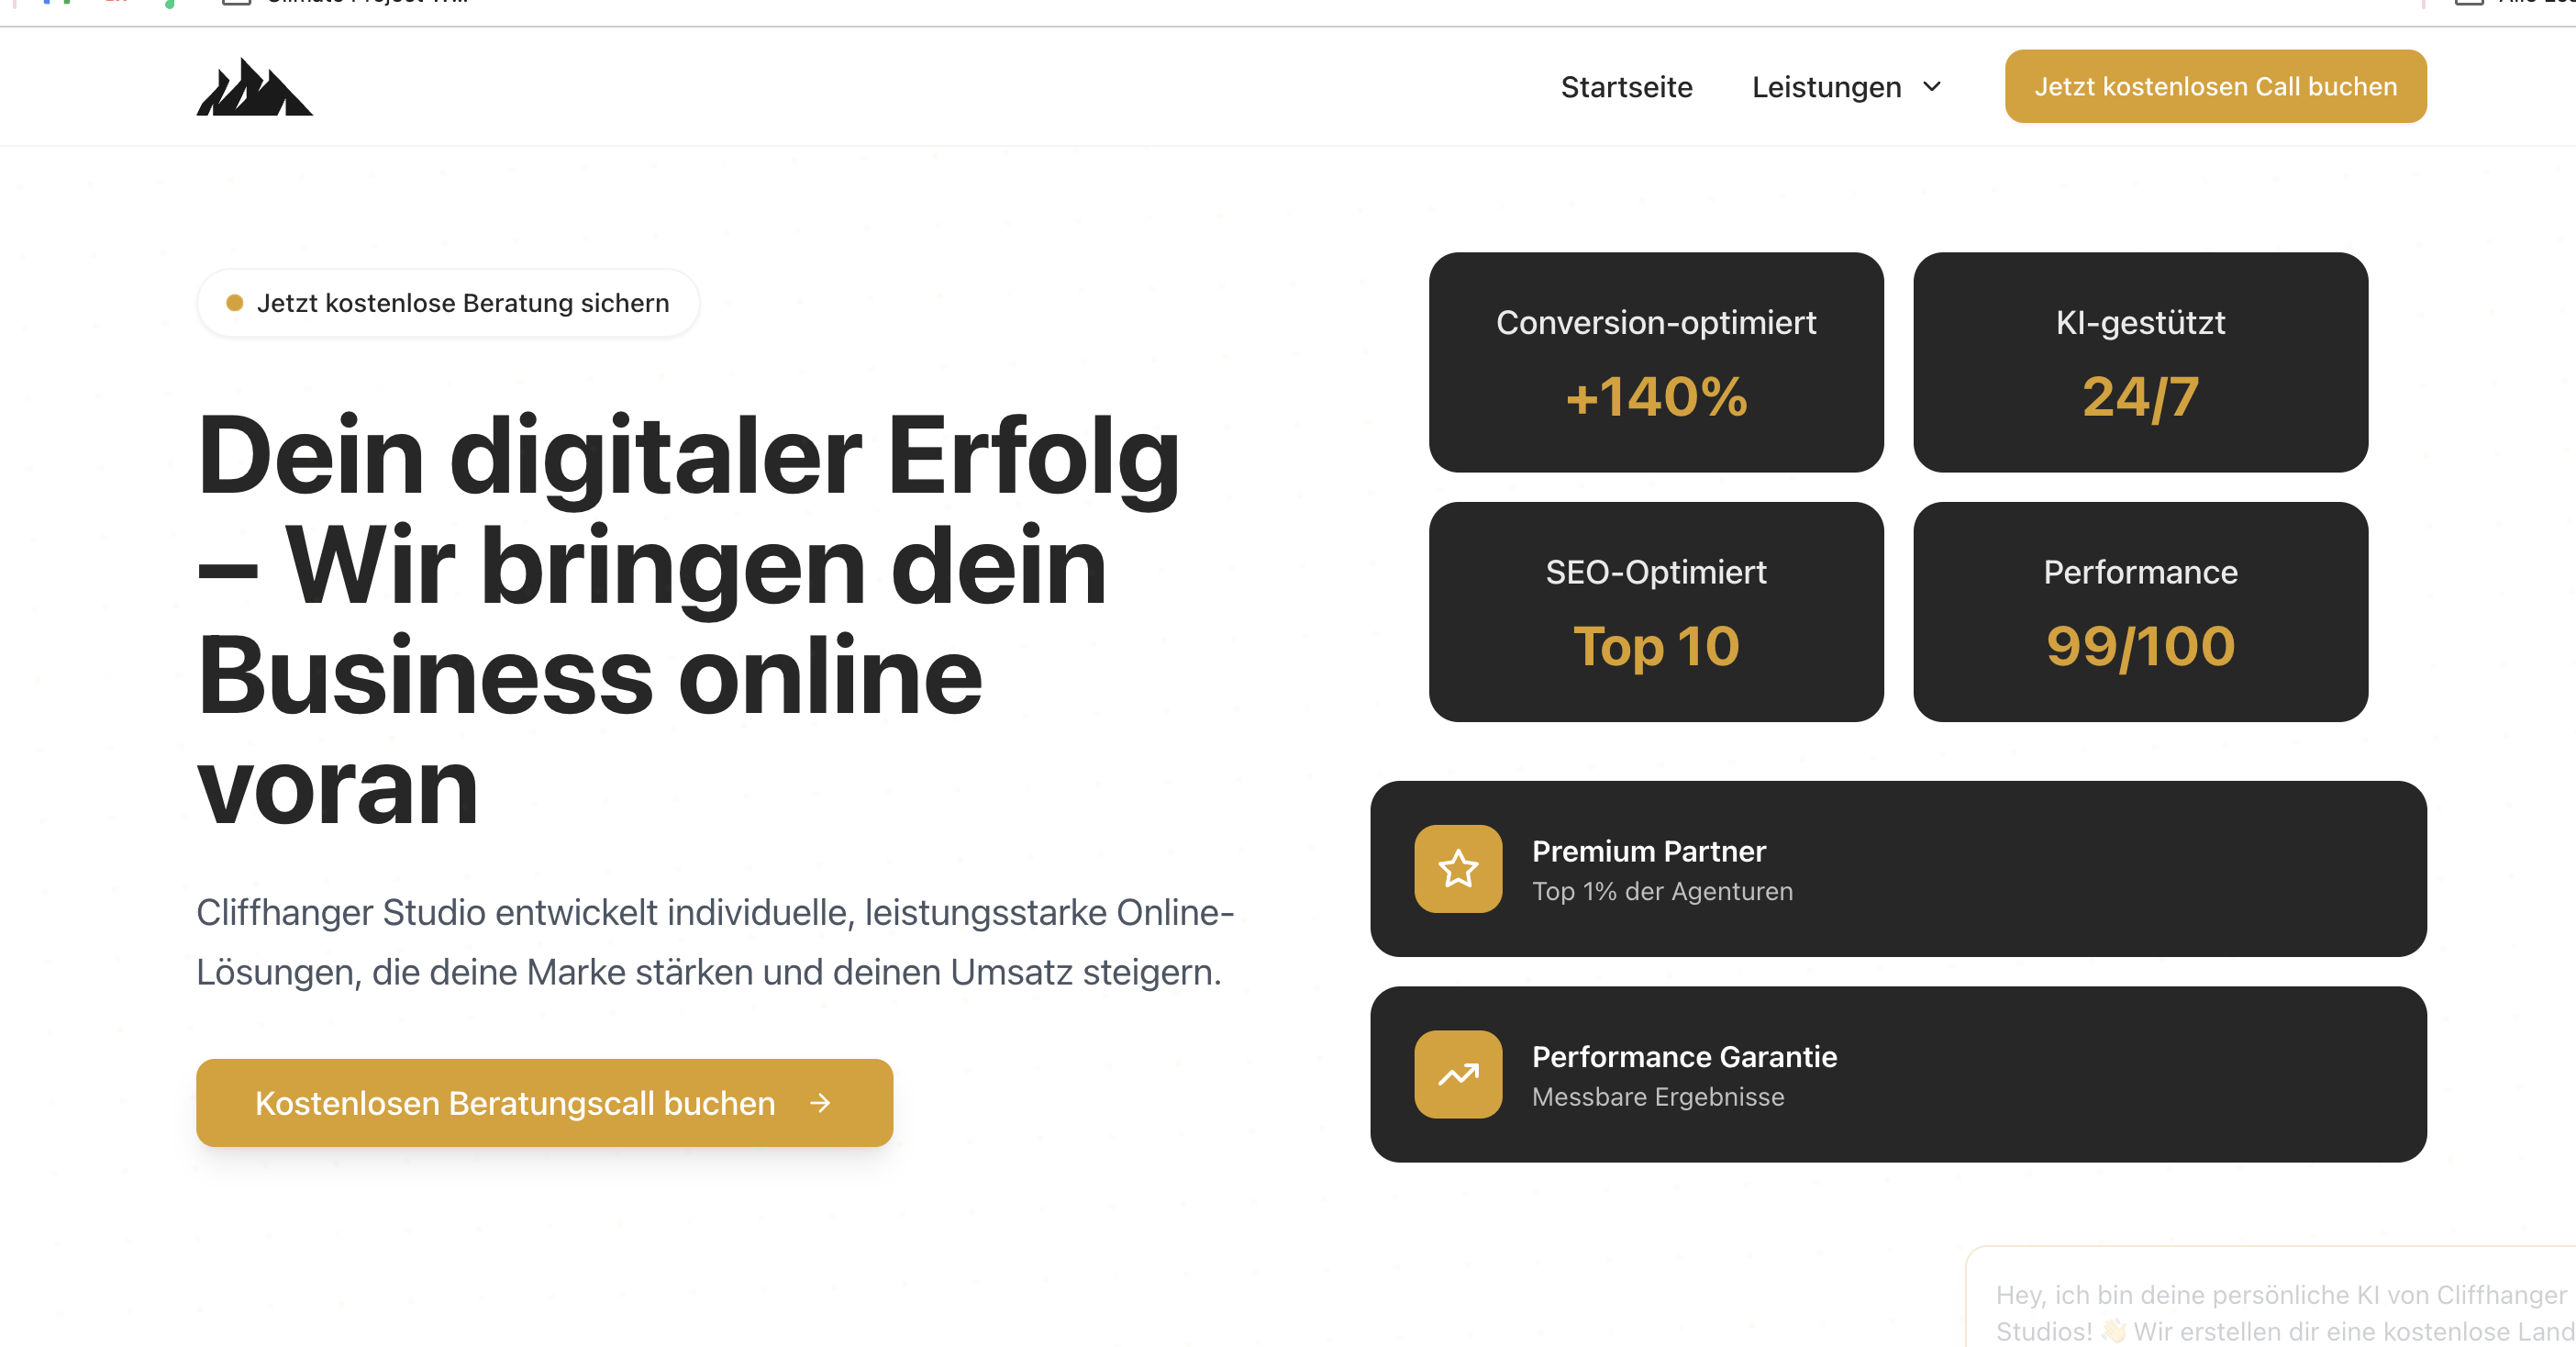 Startseite
Leistungen
Jetzt kostenlosen Call buchen
Jetzt kostenlose Beratung sichern
Dein digitaler Erfolg
– Wir bringen dein
Business online
voran
Cliffhanger Studio entwickelt individuelle, leistungsstarke Online-
Lösungen, die deine Marke stärken und deinen Umsatz steigern.
Kostenlosen Beratungscall buchen
Conversion-optimiert
+140%
KI-gestützt
24/7
SEO-Optimiert
Top 10
Performance
99/100
Premium Partner
Top 1% der Agenturen
Performance Garantie
Messbare Ergebnisse
Hey, ich bin deine persönliche KI von Cliffhanger
Studios! 👋 Wir erstellen dir eine kostenlose Land